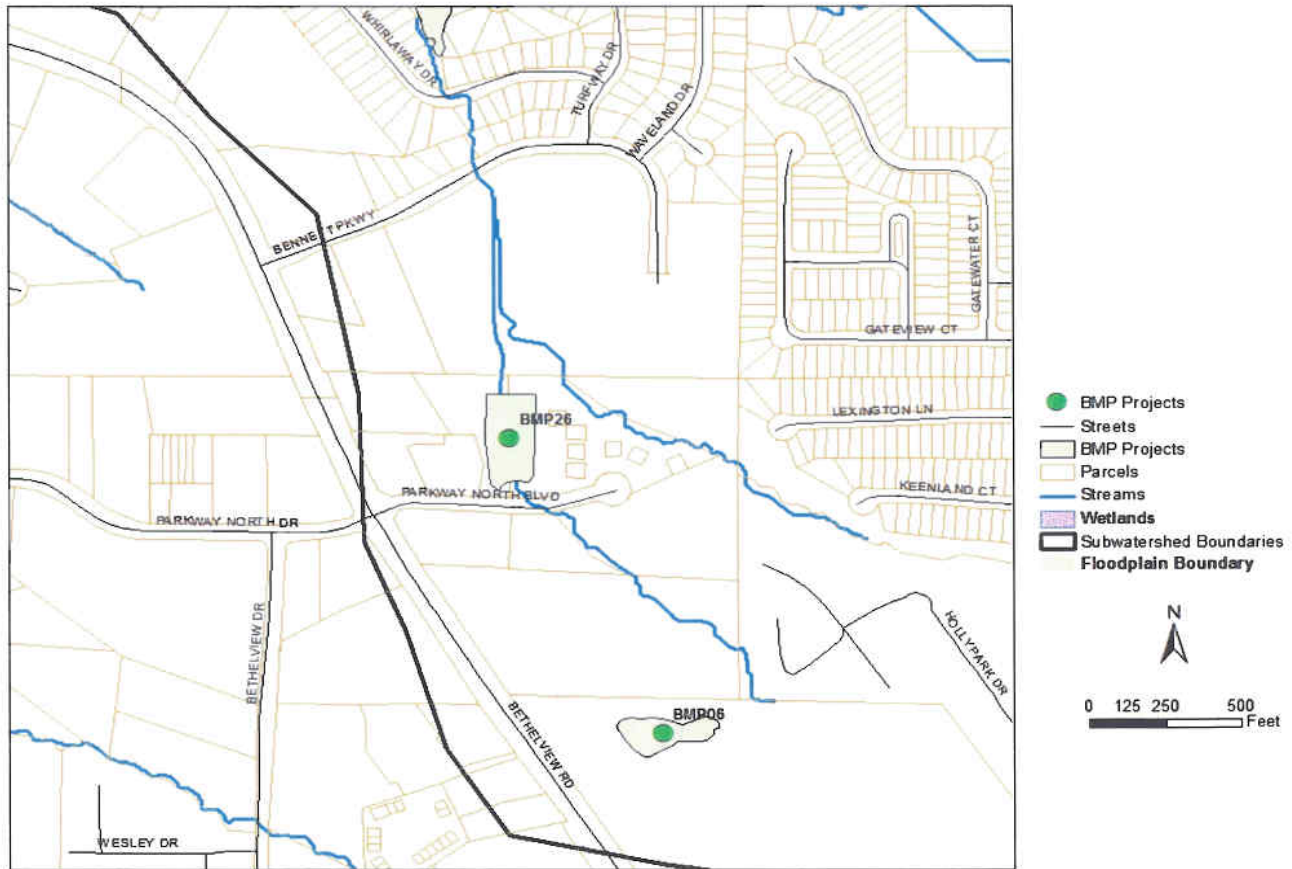 WHIRLAWAY DR
TURFWAY DR
WAVELAND DR
BENNETT PKWY
GATEWATER CT
GATEVIEW CT
LEXINGTON LN
BMP26
KEENLAND CT
PARKWAY NORTH BLVD
PARKWAY NORTH DR
BETHELVIEW DR
HOLLYPARK DR
BMP06
BETHELVIEW RD
WESLEY DR
BMP Projects
Streets
BMP Projects
Parcels
Streams
Wetlands
Subwatershed Boundaries
Floodplain Boundary
N
0 125 250 500
Feet